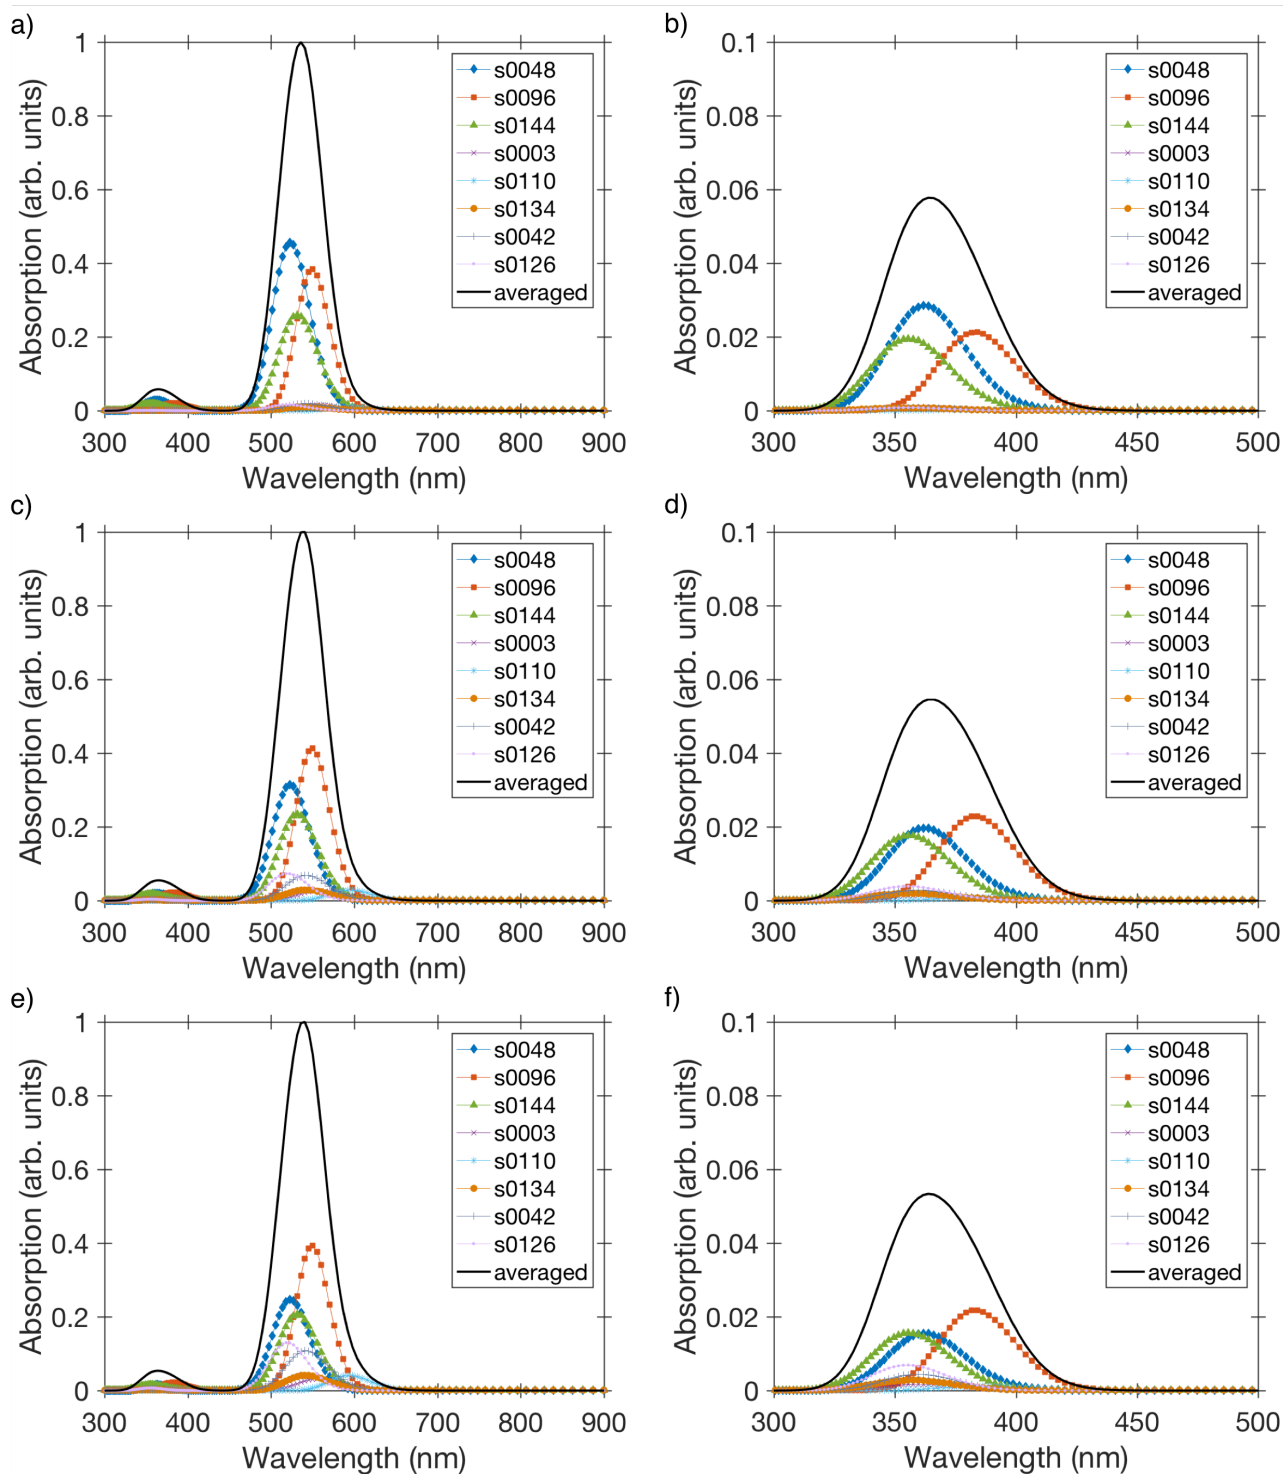 a)
Absorption (arb. units)
1
0.8
0.6
0.4
0.2
0
300 400 500 600 700 800 900
Wavelength (nm)
s0048
s0096
s0144
s0003
s0110
s0134
s0042
s0126
averaged
b)
Absorption (arb. units)
0.1
0.08
0.06
0.04
0.02
0
300 350 400 450 500
Wavelength (nm)
s0048
s0096
s0144
s0003
s0110
s0134
s0042
s0126
averaged
c)
Absorption (arb. units)
1
0.8
0.6
0.4
0.2
0
300 400 500 600 700 800 900
Wavelength (nm)
s0048
s0096
s0144
s0003
s0110
s0134
s0042
s0126
averaged
d)
Absorption (arb. units)
0.1
0.08
0.06
0.04
0.02
0
300 350 400 450 500
Wavelength (nm)
s0048
s0096
s0144
s0003
s0110
s0134
s0042
s0126
averaged
e)
Absorption (arb. units)
1
0.8
0.6
0.4
0.2
0
300 400 500 600 700 800 900
Wavelength (nm)
s0048
s0096
s0144
s0003
s0110
s0134
s0042
s0126
averaged
f)
Absorption (arb. units)
0.1
0.08
0.06
0.04
0.02
0
300 350 400 450 500
Wavelength (nm)
s0048
s0096
s0144
s0003
s0110
s0134
s0042
s0126
averaged